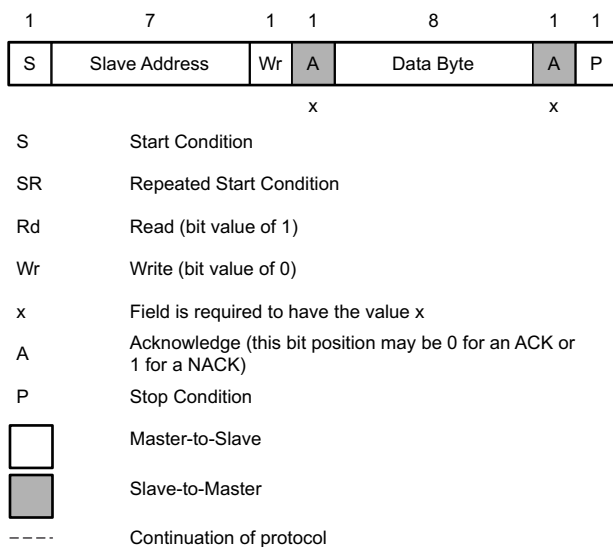 1 7 1 1 8 1 1
S Slave Address Wr A Data Byte A P
x x
S Start Condition
SR Repeated Start Condition
Rd Read (bit value of 1)
Wr Write (bit value of 0)
x Field is required to have the value x
A Acknowledge (this bit position may be 0 for an ACK or
1 for a NACK)
P Stop Condition
Master-to-Slave
Slave-to-Master
Continuation of protocol